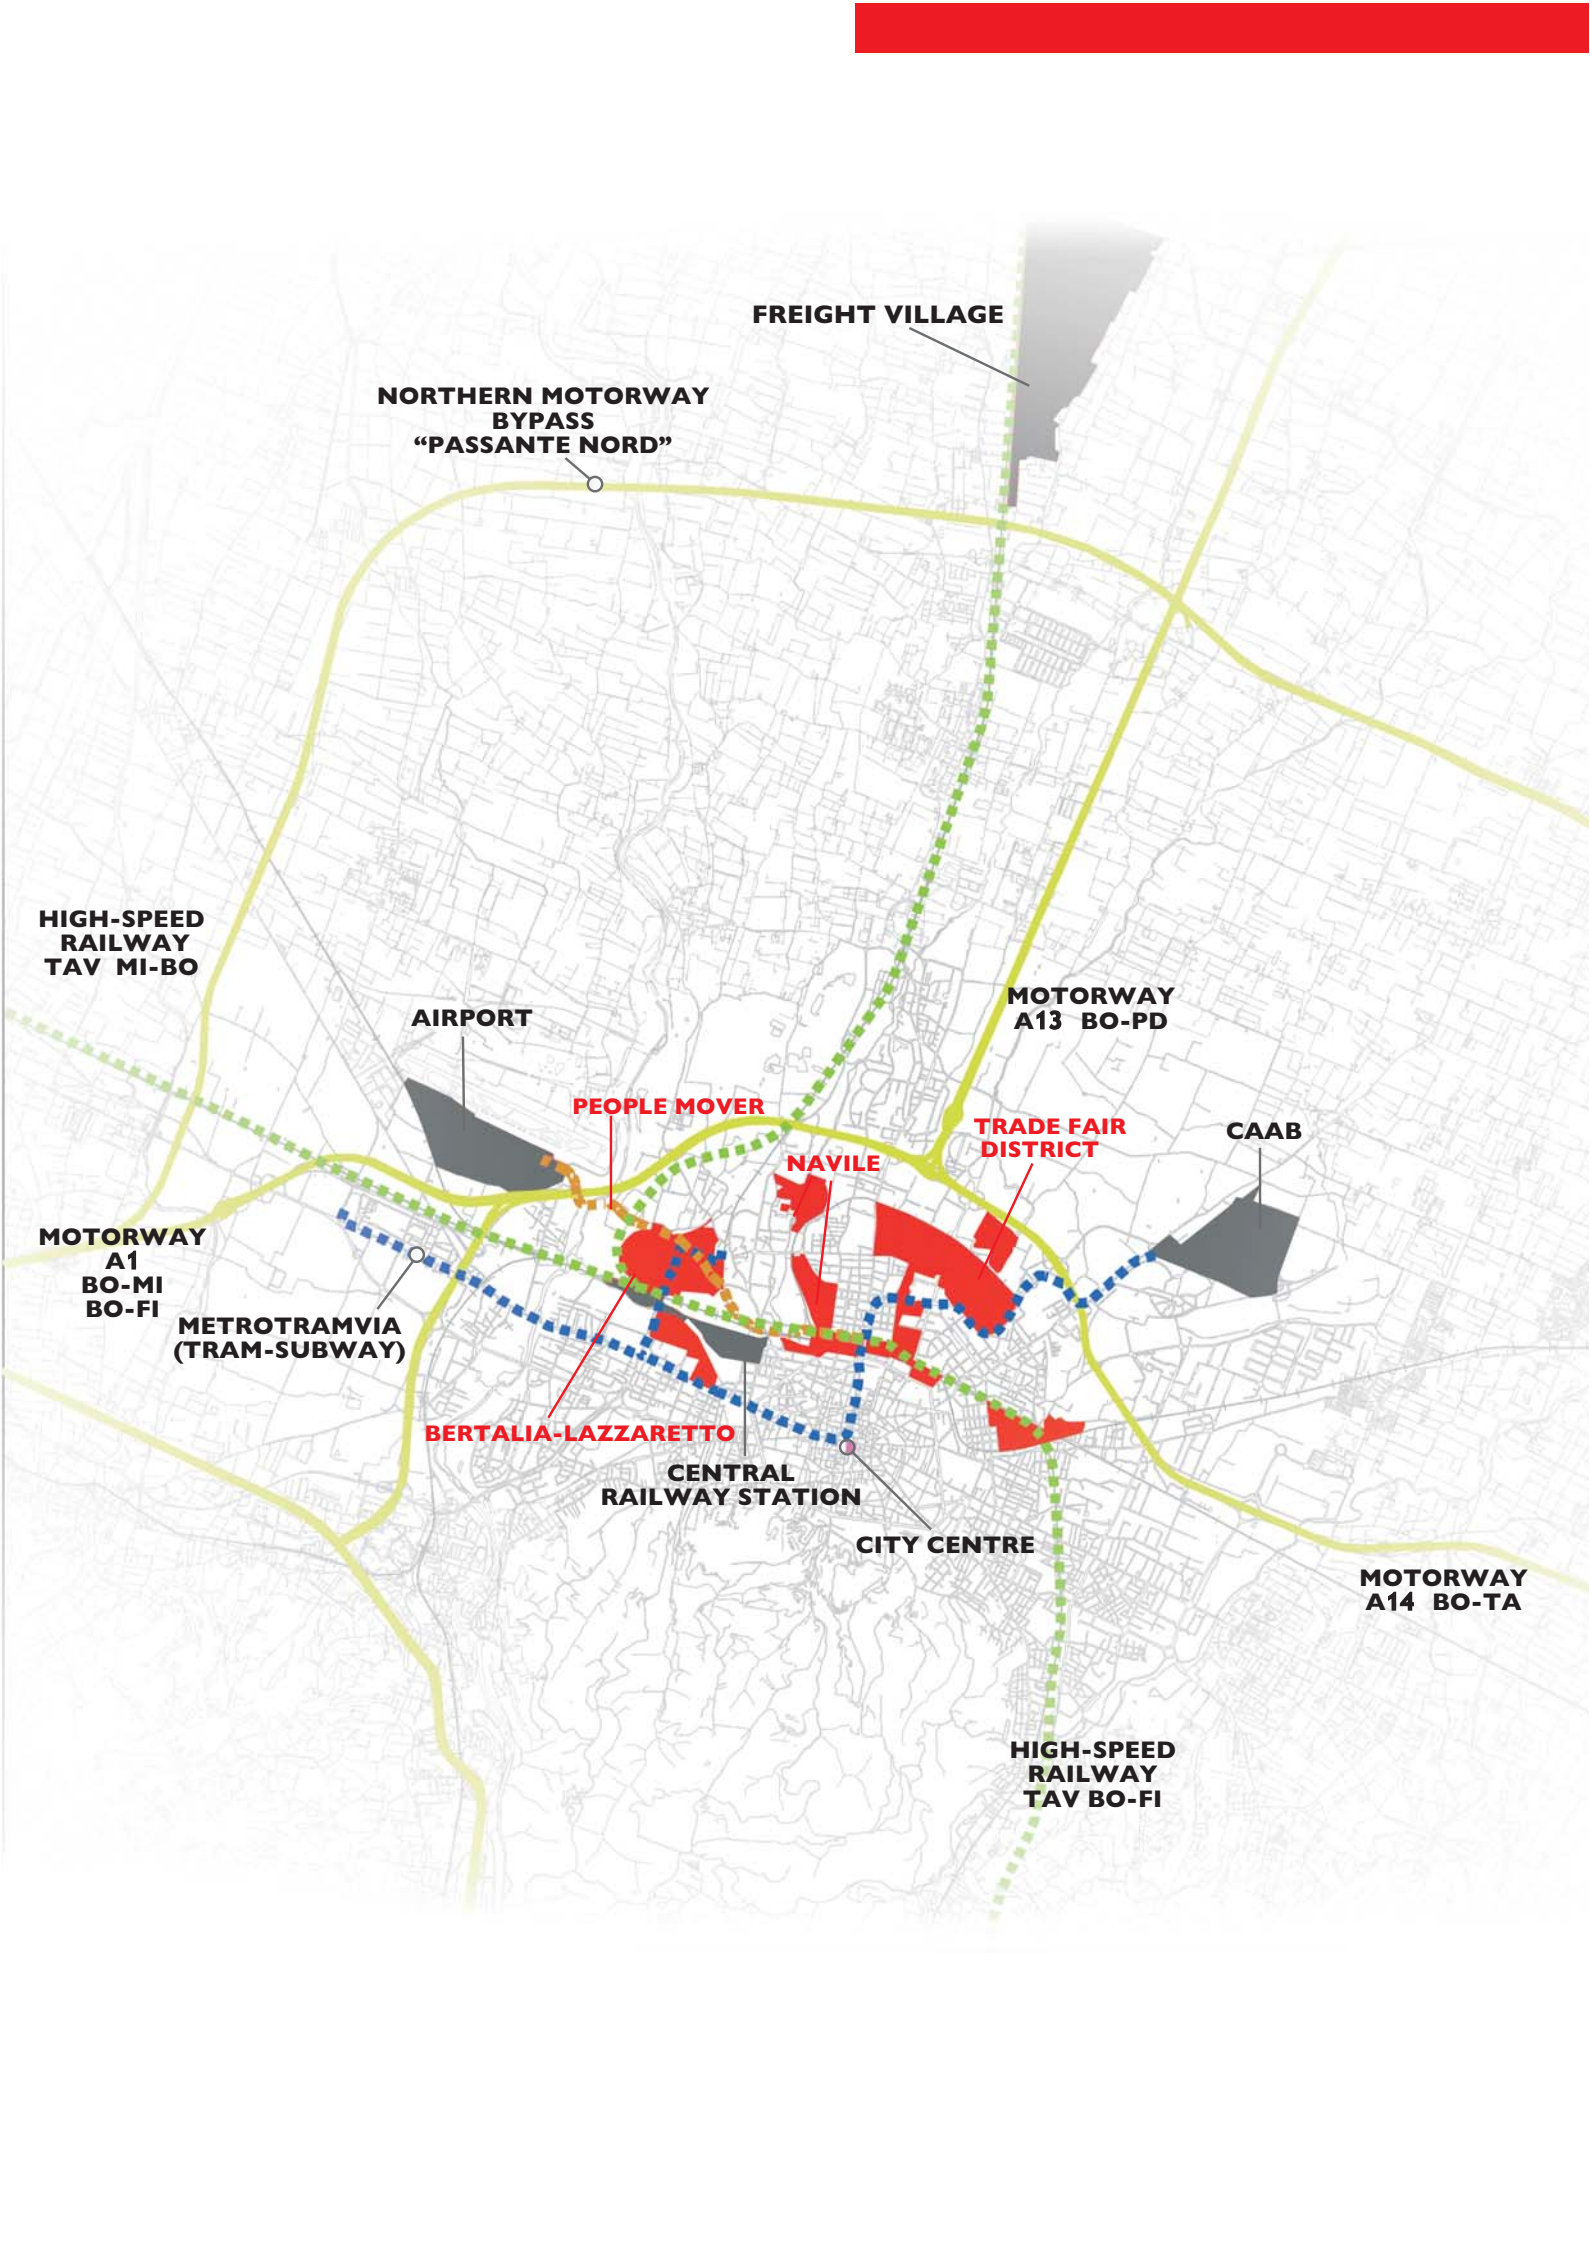 FREIGHT VILLAGE
NORTHERN MOTORWAY
BYPASS
“PASSANTE NORD”
HIGH-SPEED
RAILWAY
TAV MI-BO
AIRPORT
MOTORWAY
A13 BO-PD
PEOPLE MOVER
TRADE FAIR
DISTRICT
CAAB
NAVILE
MOTORWAY
A1
BO-MI
BO-FI
METROTRAMVIA
(TRAM-SUBWAY)
BERTALIA-LAZZARETTO
CENTRAL
RAILWAY STATION
CITY CENTRE
MOTORWAY
A14 BO-TA
HIGH-SPEED
RAILWAY
TAV BO-FI